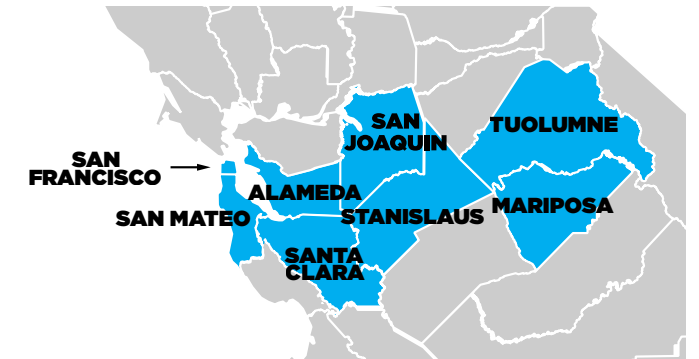 SAN
JOAQUIN
TUOLUMNE
SAN
FRANCISCO
ALAMEDA
SAN MATEO
STANISLAUS
MARIPOSA
SANTA
CLARA